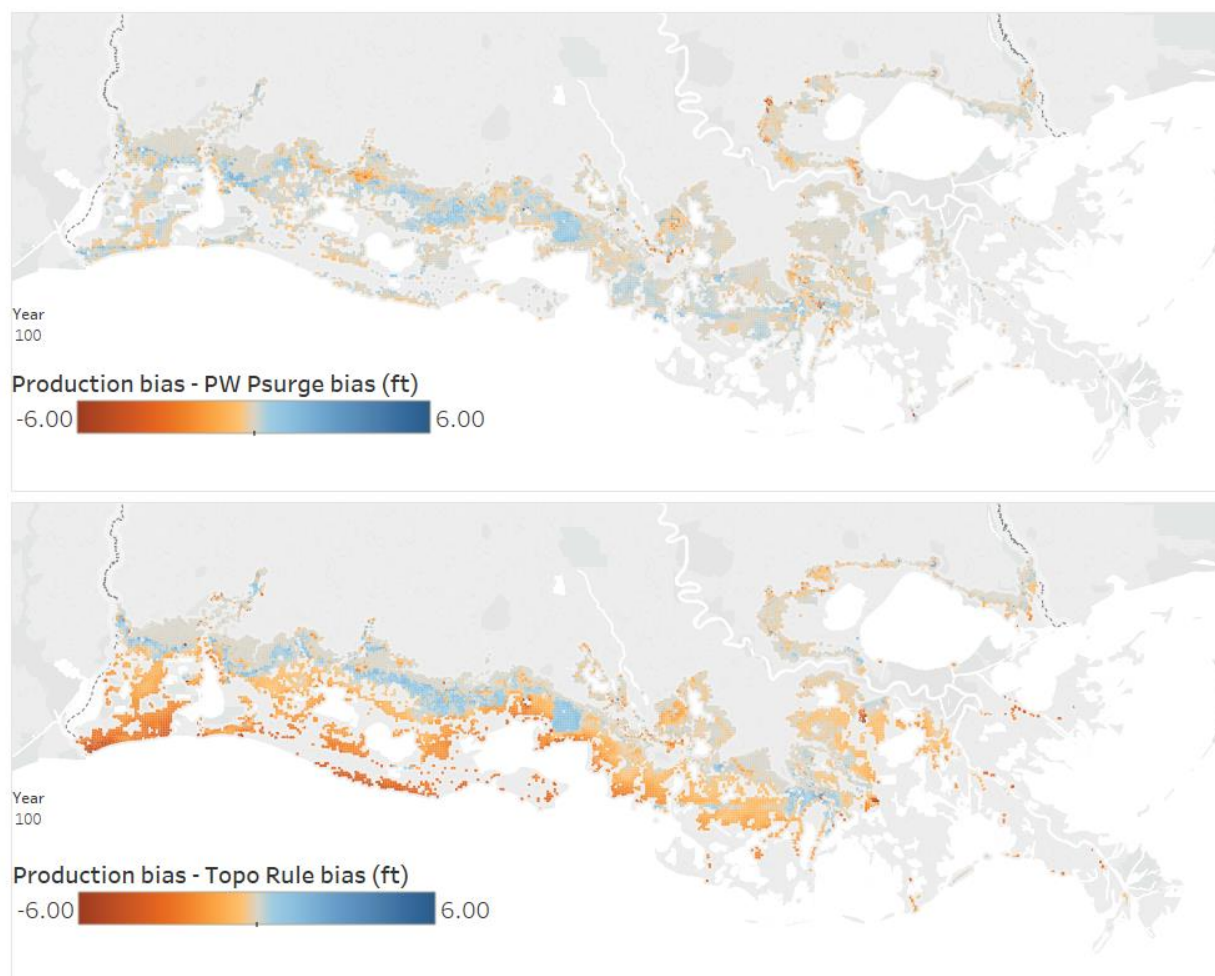 Year
100
Production bias - PW Psurge bias (ft)
-6.00 6.00
Year
100
Production bias - Topo Rule bias (ft)
-6.00 6.00